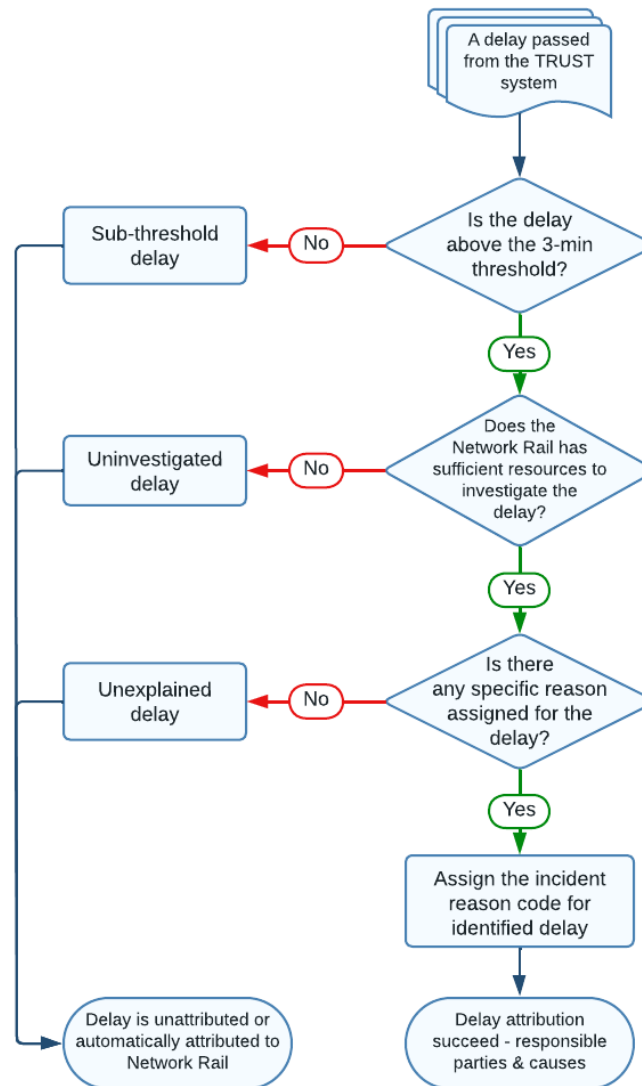 A delay passed
from the TRUST
system
Is the delay
above the 3-min
threshold?
No
Sub-threshold
delay
Yes
Does the
Network Rail has
sufficient resources to
investigate the
delay?
No
Uninvestigated
delay
Yes
Is there
any specific reason
assigned for the
delay?
No
Unexplained
delay
Yes
Assign the incident
reason code for
identified delay
Delay is unattributed or
automatically attributed to
Network Rail
Delay attribution
succeed - responsible
parties & causes